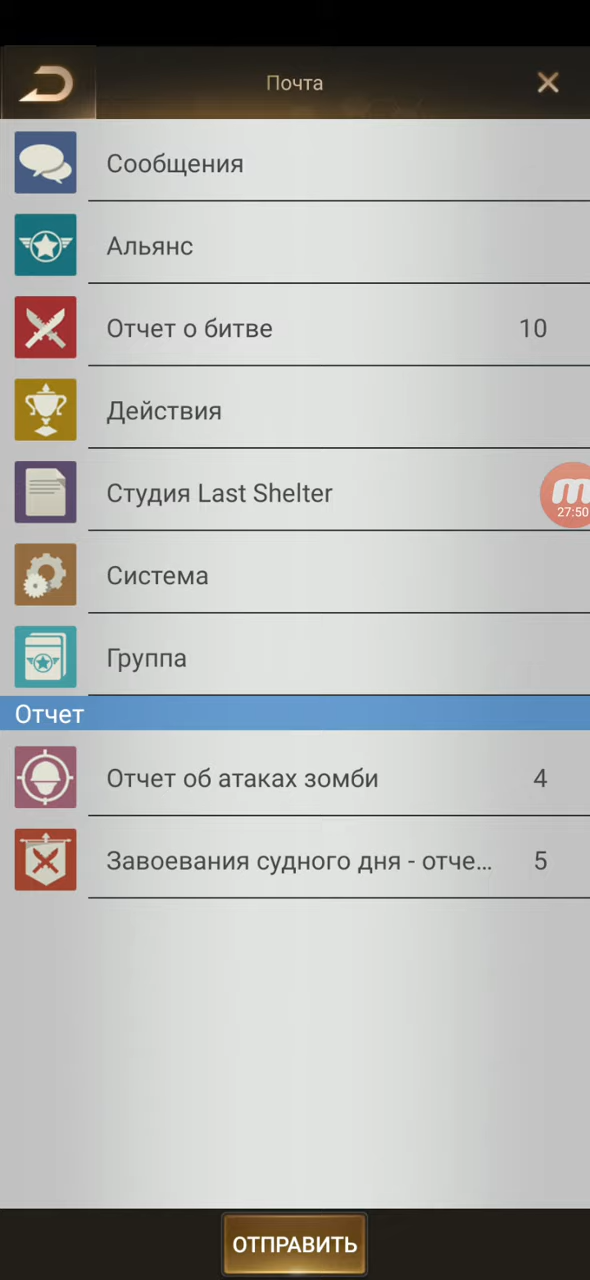 Почта
Сообщения
Альянс
Отчет о битве 10
Действия
Студия Last Shelter
27:50
Система
Группа
Отчет
Отчет об атаках зомби 4
Завоевания судного дня - отче... 5
ОТПРАВИТЬ